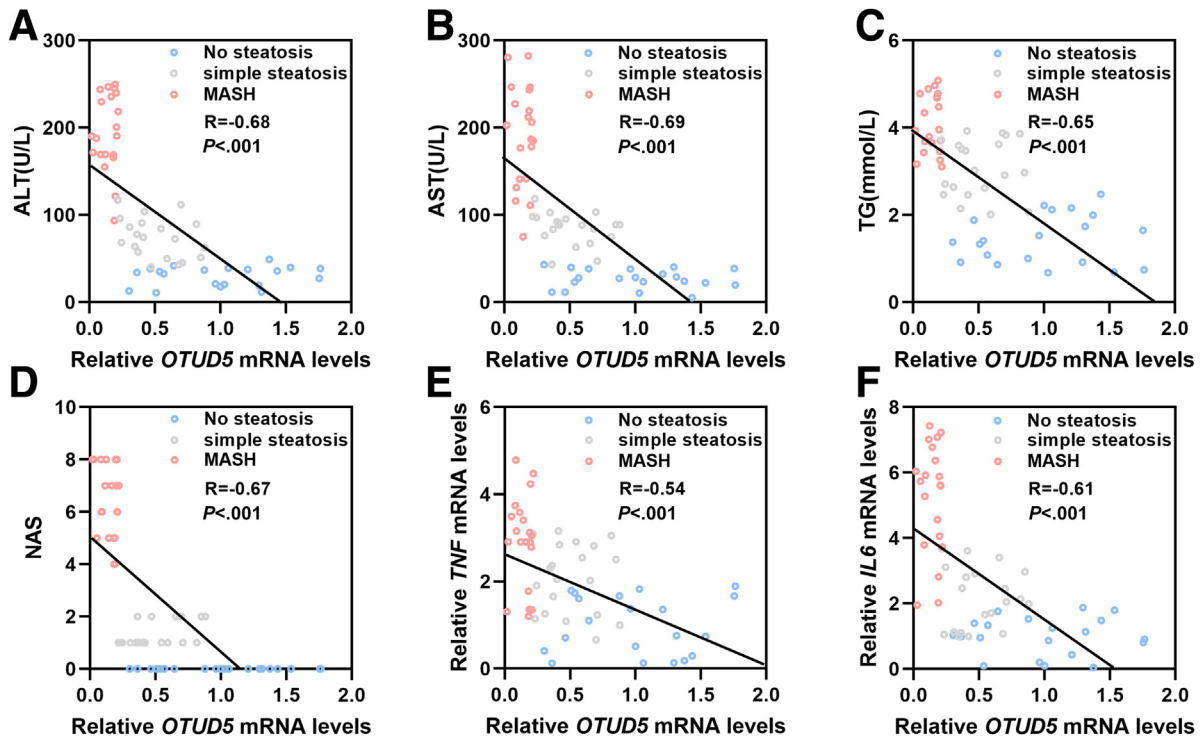 A
300
200
100
0
ALT(U/L)
No steatosis
simple steatosis
MASH
R=-0.68
P<.001
0.0 0.5 1.0 1.5 2.0
Relative OTUD5 mRNA levels
B
300
200
100
0
AST(U/L)
No steatosis
simple steatosis
MASH
R=-0.69
P<.001
0.0 0.5 1.0 1.5 2.0
Relative OTUD5 mRNA levels
C
6
4
2
0
TG(mmol/L)
No steatosis
simple steatosis
MASH
R=-0.65
P<.001
0.0 0.5 1.0 1.5 2.0
Relative OTUD5 mRNA levels
D
10
8
6
4
2
0
NAS
No steatosis
simple steatosis
MASH
R=-0.67
P<.001
0.0 0.5 1.0 1.5 2.0
Relative OTUD5 mRNA levels
E
6
4
2
0
Relative TNF mRNA levels
No steatosis
simple steatosis
MASH
R=-0.54
P<.001
0.0 0.5 1.0 1.5 2.0
Relative OTUD5 mRNA levels
F
8
6
4
2
0
Relative IL6 mRNA levels
No steatosis
simple steatosis
MASH
R=-0.61
P<.001
0.0 0.5 1.0 1.5 2.0
Relative OTUD5 mRNA levels